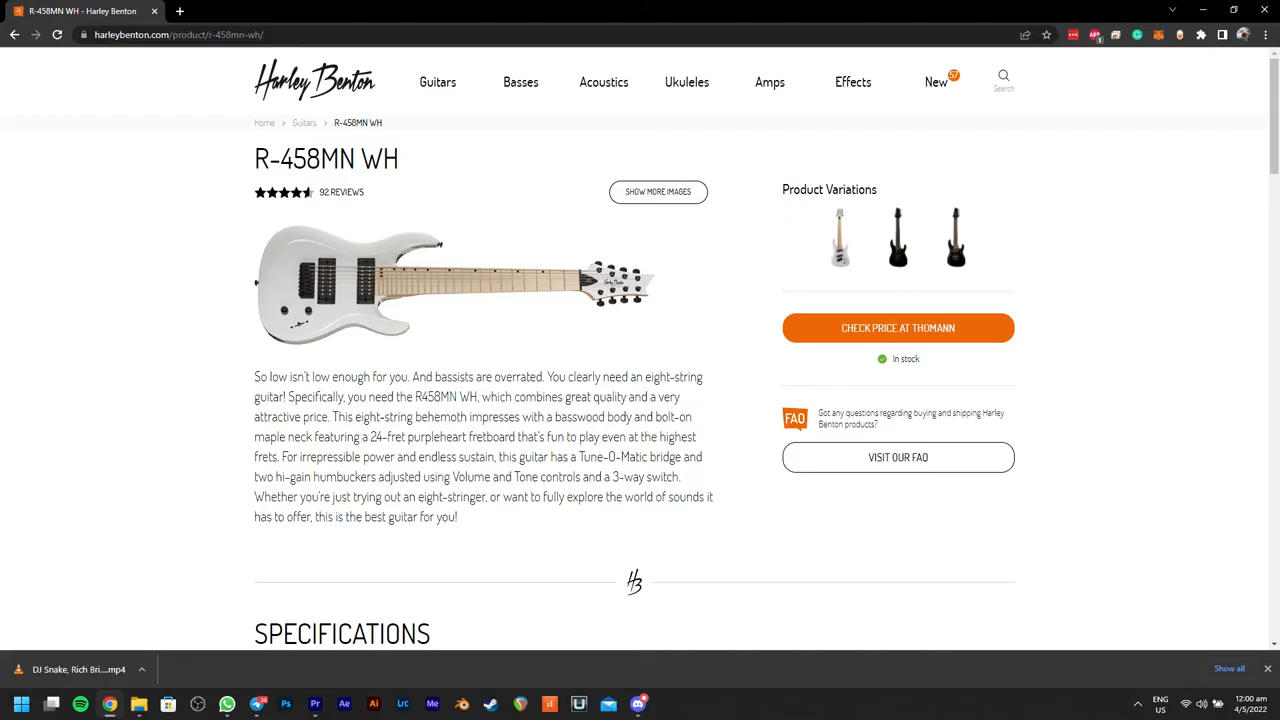 R-458MN WH - Harley Benton
harleybenton.com/product/r-458mn-wh/
Harley Benton
Guitars
Basses
Acoustics
Ukuleles
Amps
Effects
New
57
Search
Home > Guitars > R-458MN WH
R-458MN WH
92 REVIEWS
SHOW MORE IMAGES
So low isn't low enough for you. And bassists are overrated. You clearly need an eight-string
guitar! Specifically, you need the R458MN WH, which combines great quality and a very
attractive price. This eight-string behemoth impresses with a basswood body and bolt-on
maple neck featuring a 24-fret purpleheart fretboard that's fun to play even at the highest
frets. For irrepressible power and endless sustain, this guitar has a Tune-O-Matic bridge and
two hi-gain humbuckers adjusted using Volume and Tone controls and a 3-way switch.
Whether you're just trying out an eight-stringer, or want to fully explore the world of sounds it
has to offer, this is the best guitar for you!
Product Variations
CHECK PRICE AT THOMANN
In stock
FAQ
Got any questions regarding buying and shipping Harley
Benton products?
VISIT OUR FAQ
HB
SPECIFICATIONS
DJ Snake, Rich Bri....mp4
Show all
Ps
Pr
Ae
Ai
Lrc
Me
ENG
US
12:00 am
4/5/2022